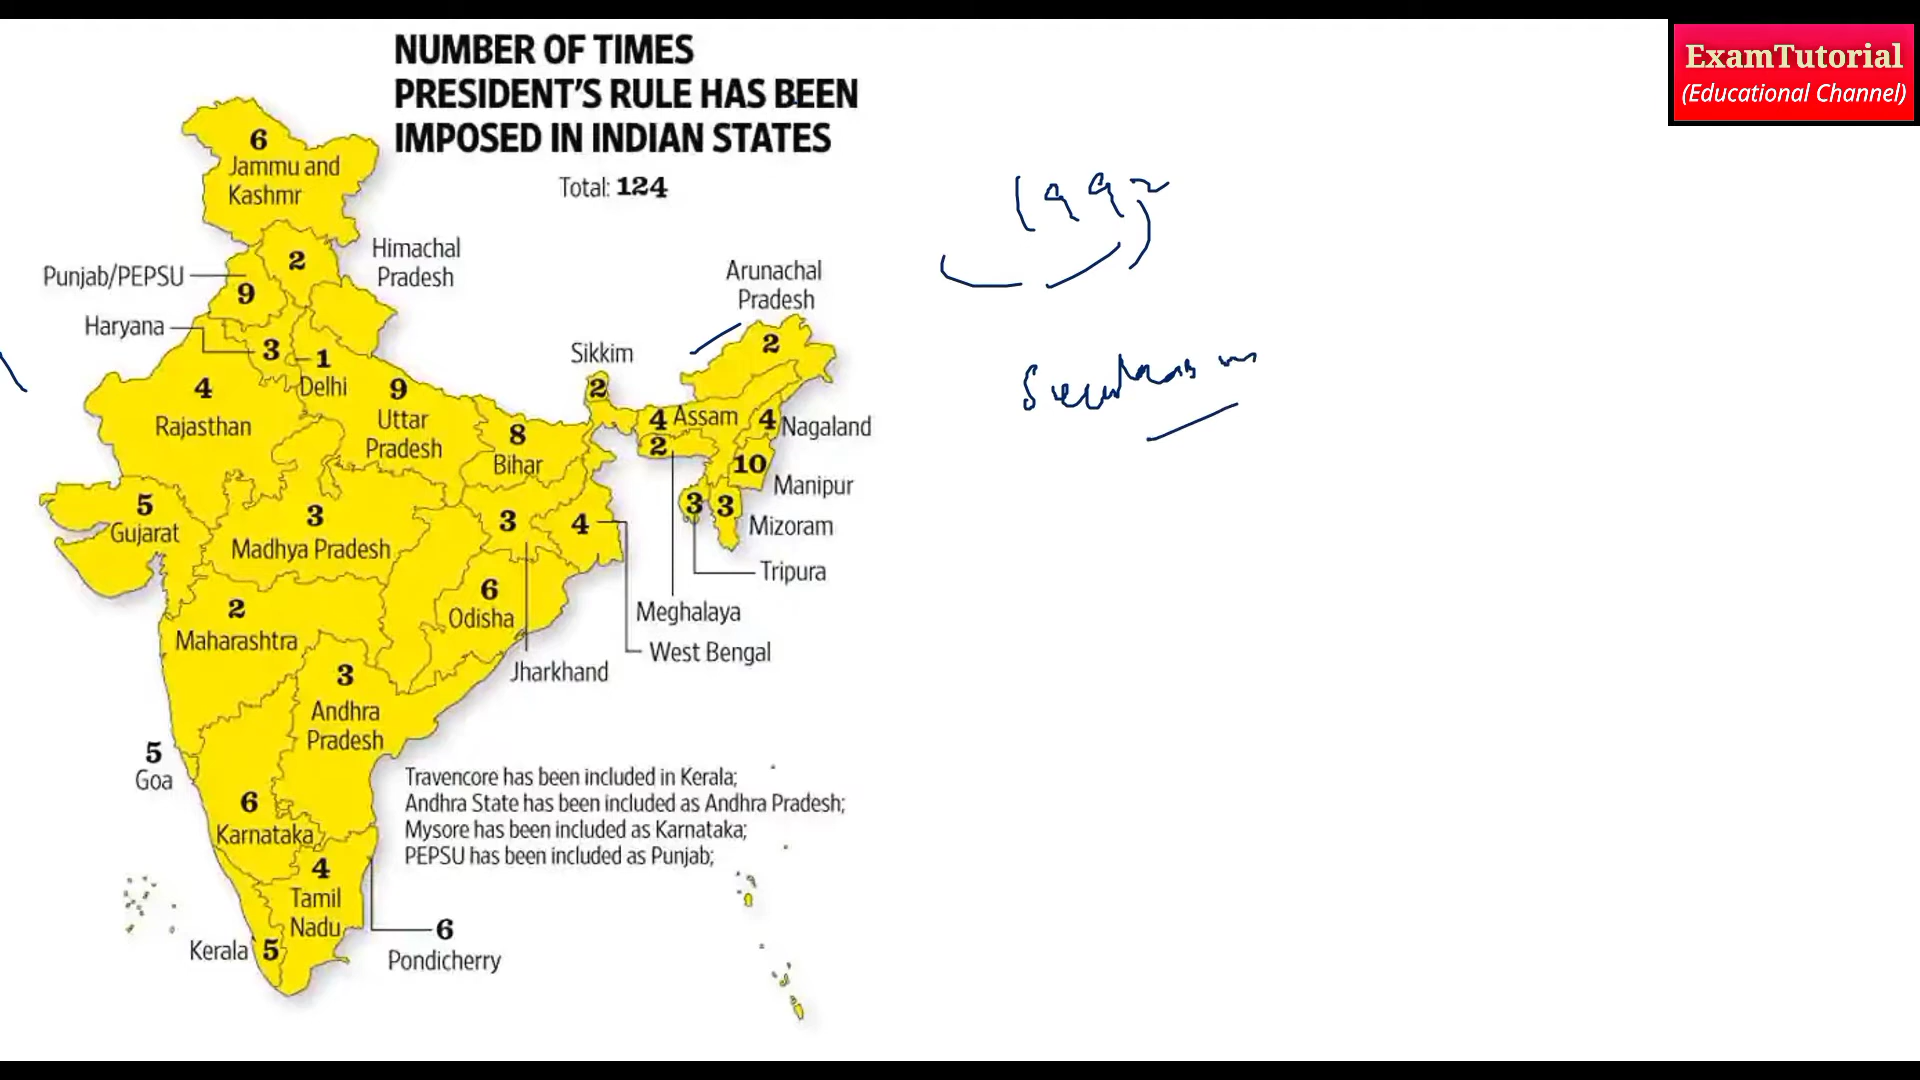 NUMBER OF TIMES
PRESIDENT'S RULE HAS BEEN
IMPOSED IN INDIAN STATES
Total: 124
ExamTutorial
(Educational Channel)
1992
6
Jammu and
Kashmr
Himachal
Pradesh
2
Punjab/PEPSU
9
Haryana
3
1
Delhi
4
Rajasthan
9
Uttar
Pradesh
8
Bihar
Sikkim
2
Arunachal
Pradesh
2
4 Assam
4 Nagaland
2
10
Manipur
3
3
Mizoram
Tripura
Meghalaya
West Bengal
Jharkhand
5
Gujarat
3
Madhya Pradesh
3
4
6
Odisha
2
Maharashtra
3
Andhra
Pradesh
5
Goa
6
Karnataka
4
Tamil
Nadu
Kerala 5
6
Pondicherry
Travencore has been included in Kerala;
Andhra State has been included as Andhra Pradesh;
Mysore has been included as Karnataka;
PEPSU has been included as Punjab;